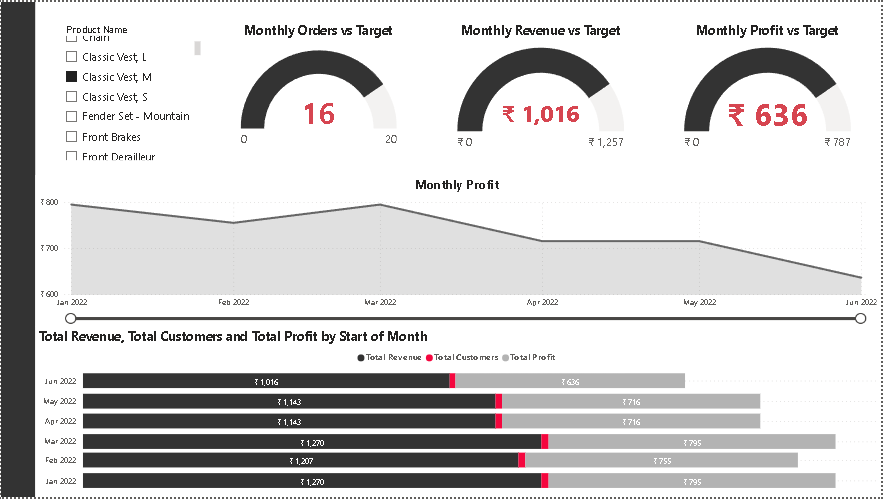 Product Name
Chain
Classic Vest, L
Classic Vest, M
Classic Vest, S
Fender Set - Mountain
Front Brakes
Front Derailleur
Monthly Orders vs Target
16
0
20
Monthly Revenue vs Target
₹ 1,016
₹ 0
₹ 1,257
Monthly Profit vs Target
₹ 636
₹ 0
₹ 787
Monthly Profit
₹ 800
₹ 700
₹ 600
Jan 2022
Feb 2022
Mar 2022
Apr 2022
May 2022
Jun 2022
Total Revenue, Total Customers and Total Profit by Start of Month
Total Revenue
Total Customers
Total Profit
Jun 2022 ₹ 1,016 ₹ 636
May 2022 ₹ 1,143 ₹ 716
Apr 2022 ₹ 1,143 ₹ 716
Mar 2022 ₹ 1,270 ₹ 795
Feb 2022 ₹ 1,207 ₹ 755
Jan 2022 ₹ 1,270 ₹ 795